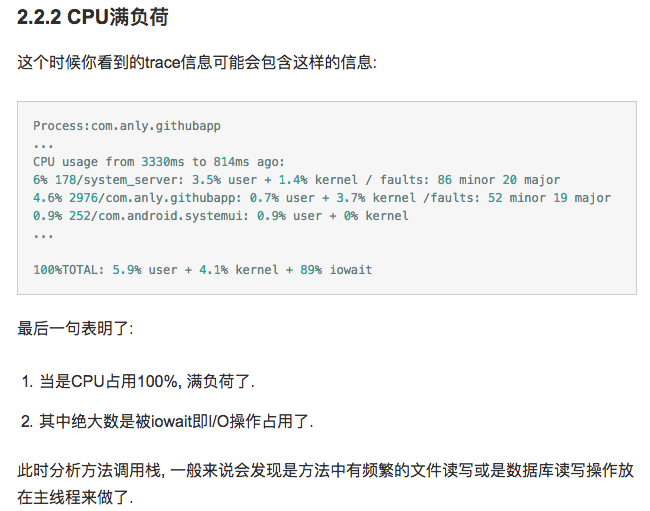 2.2.2 CPU满负荷
这个时候你看到的trace信息可能会包含这样的信息:
Process:com.anly.githubapp
...
CPU usage from 3330ms to 814ms ago:
6% 178/system_server: 3.5% user + 1.4% kernel / faults: 86 minor 20 major
4.6% 2976/com.anly.githubapp: 0.7% user + 3.7% kernel /faults: 52 minor 19 major
0.9% 252/com.android.systemui: 0.9% user + 0% kernel
...
100%TOTAL: 5.9% user + 4.1% kernel + 89% iowait
最后一句表明了:
1. 当是CPU占用100%, 满负荷了.
2. 其中绝大数是被iowait即I/O操作占用了.
此时分析方法调用栈, 一般来说会发现是方法中有频繁的文件读写或是数据库读写操作放
在主线程来做了.